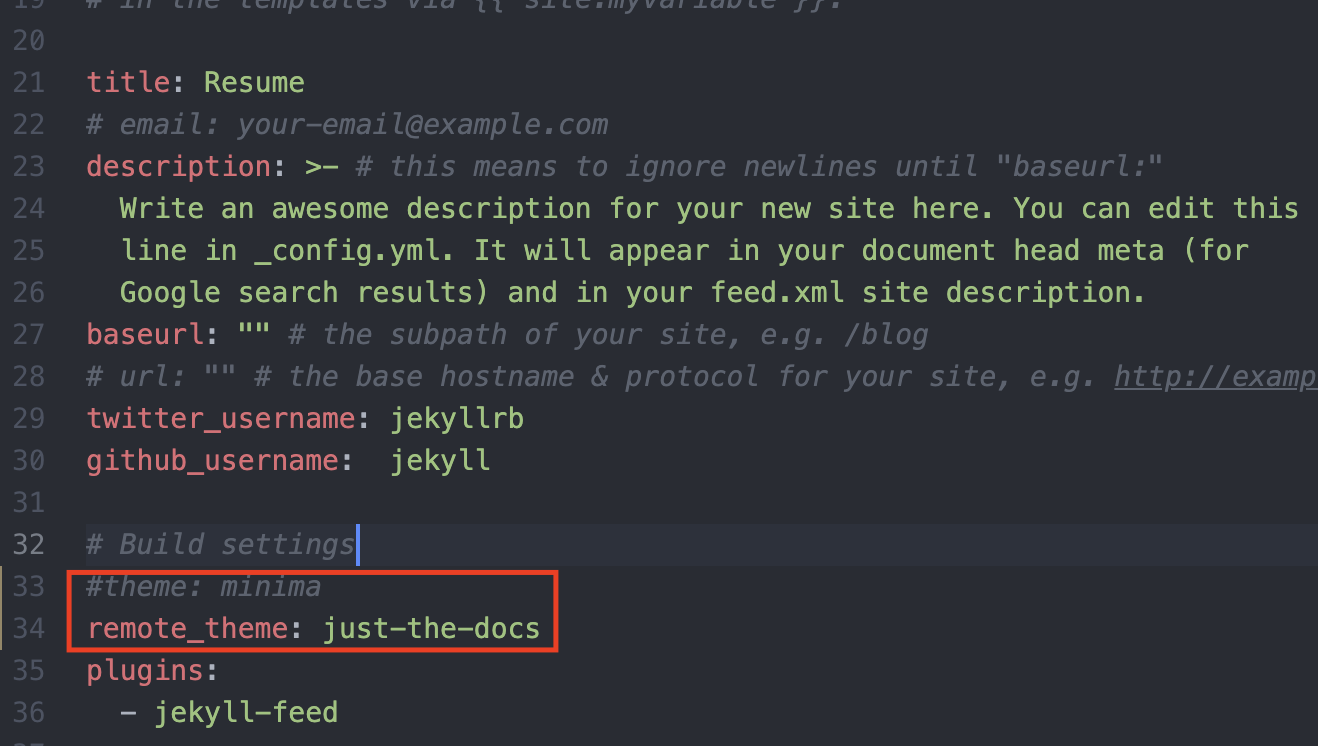 19 # in the templates via {{ site.myvariable }}.
20
21 title: Resume
22 # email: your-email@example.com
23 description: >- # this means to ignore newlines until "baseurl:"
24 Write an awesome description for your new site here. You can edit this
25 line in _config.yml. It will appear in your document head meta (for
26 Google search results) and in your feed.xml site description.
27 baseurl: "" # the subpath of your site, e.g. /blog
28 # url: "" # the base hostname & protocol for your site, e.g. http://examp
29 twitter_username: jekyllrb
30 github_username:  jekyll
31
32 # Build settings
33 #theme: minima
34 remote_theme: just-the-docs
35 plugins:
36 - jekyll-feed